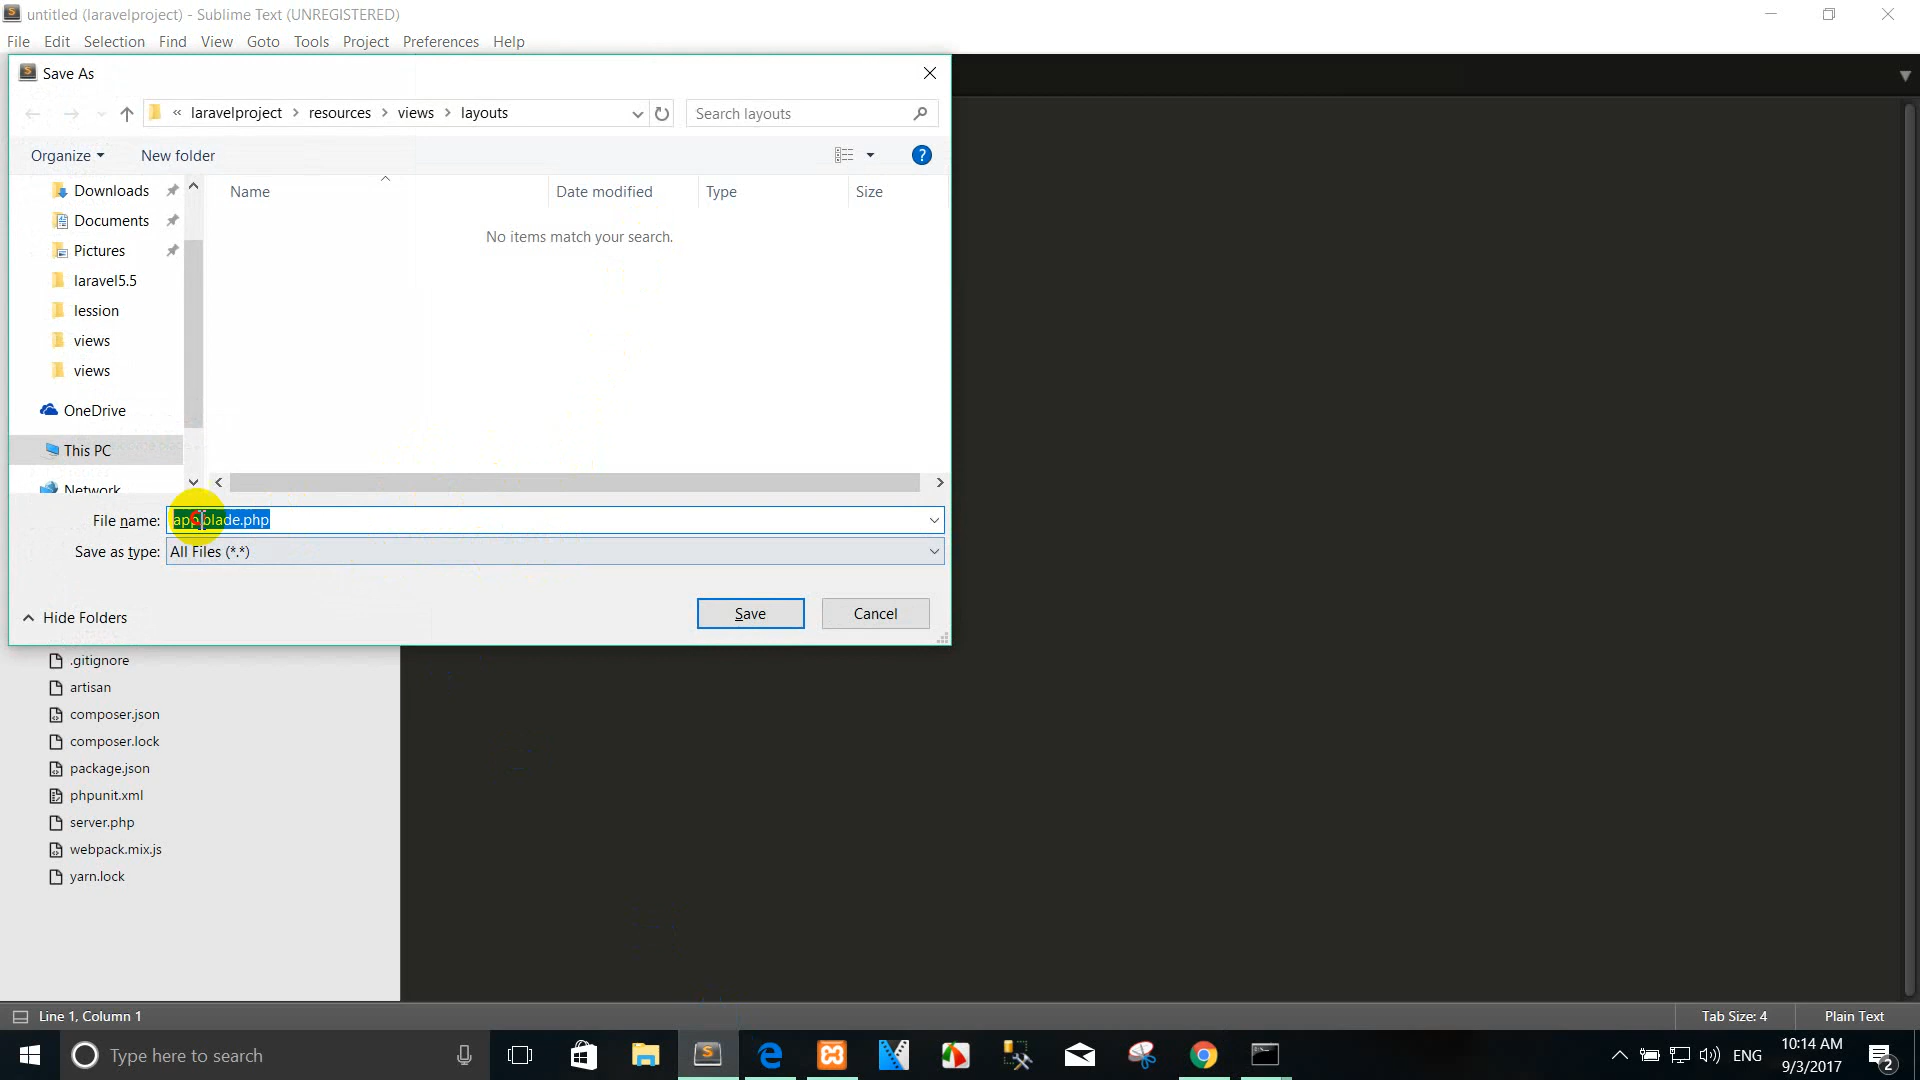 untitled (laravelproject) - Sublime Text (UNREGISTERED)
File Edit Selection Find View Goto Tools Project Preferences Help
Save As
« laravelproject > resources > views > layouts
Search layouts
Organize
New folder
Name
Date modified
Type
Size
No items match your search.
Downloads
Documents
Pictures
laravel5.5
lession
views
views
OneDrive
This PC
Network
File name: app.blade.php
Save as type: All Files (*.*)
Hide Folders
Save
Cancel
.gitignore
artisan
composer.json
composer.lock
package.json
phpunit.xml
server.php
webpack.mix.js
yarn.lock
Line 1, Column 1
Tab Size: 4
Plain Text
Type here to search
ENG
10:14 AM
9/3/2017
2